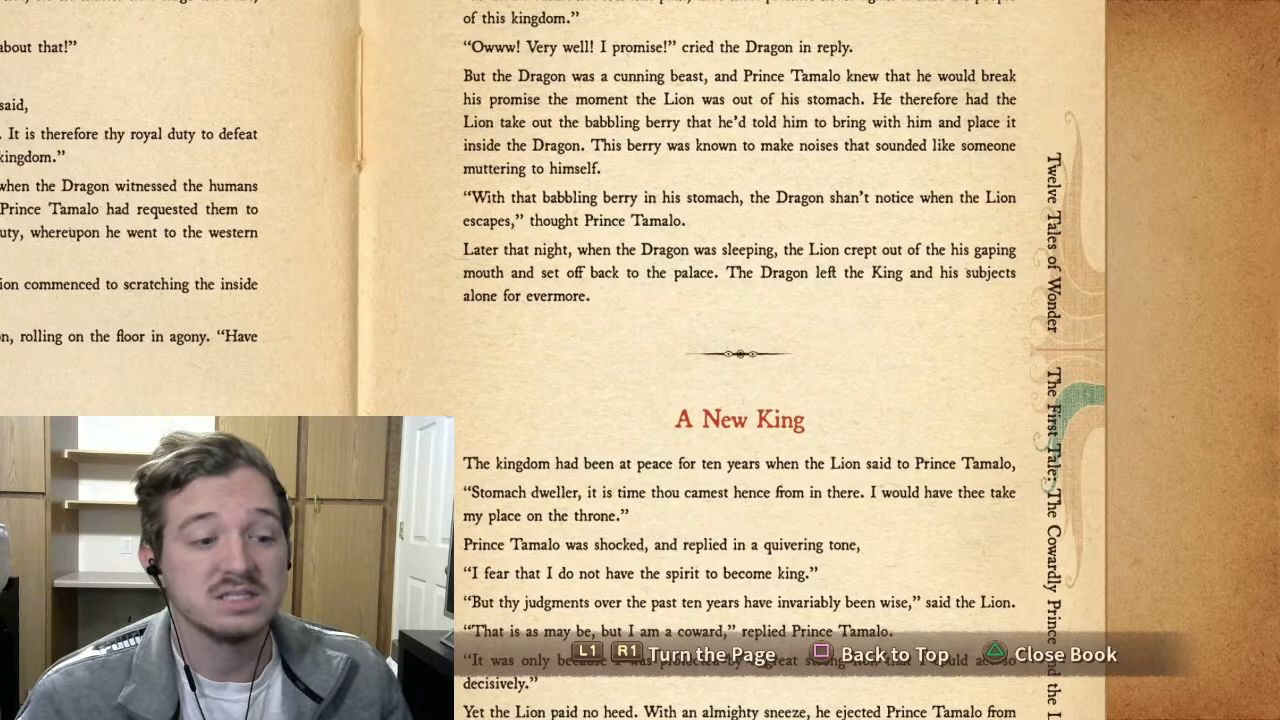 about that!”
said,
. It is therefore thy royal duty to defeat
kingdom.”
when the Dragon witnessed the humans
Prince Tamalo had requested them to
uty, whereupon he went to the western
ion commenced to scratching the inside
n, rolling on the floor in agony. “Have
of this kingdom.”
“Owww! Very well! I promise!” cried the Dragon in reply.
But the Dragon was a cunning beast, and Prince Tamalo knew that he would break
his promise the moment the Lion was out of his stomach. He therefore had the
Lion take out the babbling berry that he’d told him to bring with him and place it
inside the Dragon. This berry was known to make noises that sounded like someone
muttering to himself.
“With that babbling berry in his stomach, the Dragon shan’t notice when the Lion
escapes,” thought Prince Tamalo.
Later that night, when the Dragon was sleeping, the Lion crept out of the his gaping
mouth and set off back to the palace. The Dragon left the King and his subjects
alone for evermore.
A New King
The kingdom had been at peace for ten years when the Lion said to Prince Tamalo,
“Stomach dweller, it is time thou camest hence from in there. I would have thee take
my place on the throne.”
Prince Tamalo was shocked, and replied in a quivering tone,
“I fear that I do not have the spirit to become king.”
“But thy judgments over the past ten years have invariably been wise,” said the Lion.
“That is as may be, but I am a coward,” replied Prince Tamalo.
“It was only because I was protected by a great strong lion that I could act so
decisively.”
Yet the Lion paid no heed. With an almighty sneeze, he ejected Prince Tamalo from
Twelve Tales of Wonder
The First Tale: The Cowardly Prince and the L
L1 R1 Turn the Page
Back to Top
Close Book